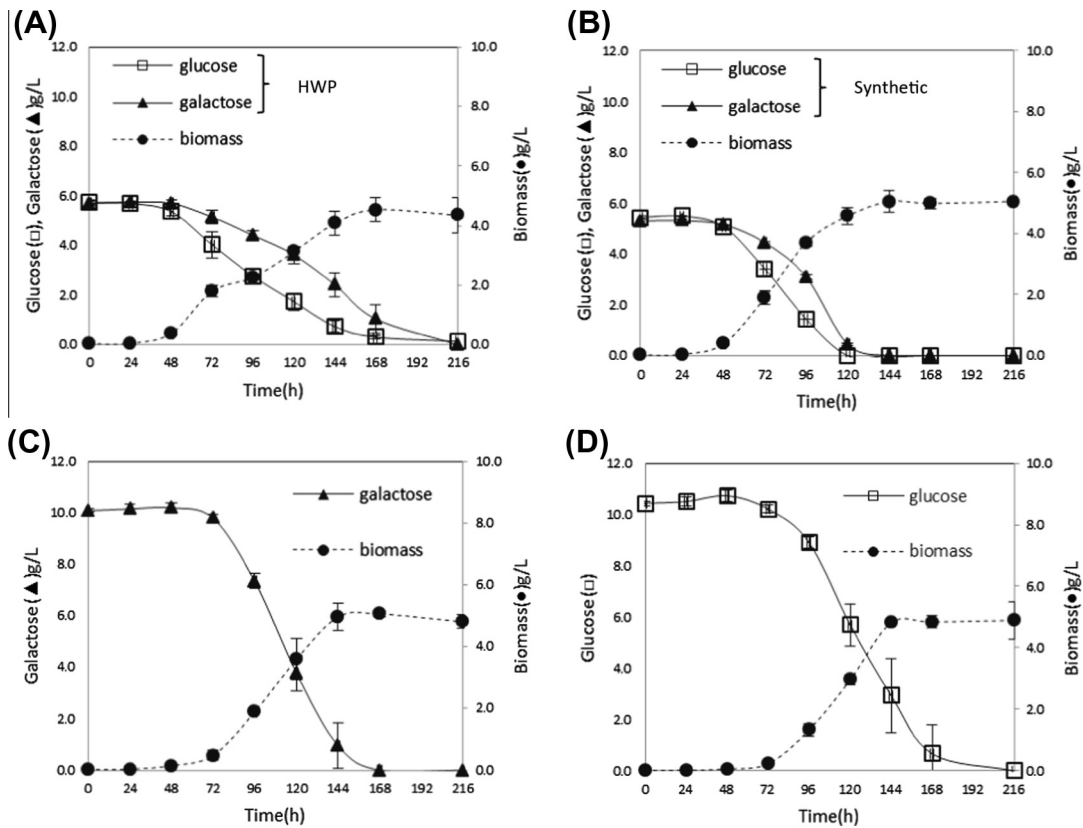 (A)
12.0
10.0
8.0
6.0
4.0
2.0
0.0
10.0
8.0
6.0
4.0
2.0
0.0
glucose
galactose
HWP
biomass
Glucose(□), Galactose(▲)g/L
Biomass(●)g/L
0 24 48 72 96 120 144 168 192 216
Time(h)
(B)
12.0
10.0
8.0
6.0
4.0
2.0
0.0
10.0
8.0
6.0
4.0
2.0
0.0
glucose
galactose
Synthetic
biomass
Glucose(□), Galactose(▲)g/L
Biomass(●)g/L
0 24 48 72 96 120 144 168 192 216
Time(h)
(C)
12.0
10.0
8.0
6.0
4.0
2.0
0.0
10.0
8.0
6.0
4.0
2.0
0.0
galactose
biomass
Galactose(▲)g/L
Biomass(●)g/L
0 24 48 72 96 120 144 168 192 216
Time(h)
(D)
12.0
10.0
8.0
6.0
4.0
2.0
0.0
10.0
8.0
6.0
4.0
2.0
0.0
glucose
biomass
Glucose(□)
Biomass(●)g/L
0 24 48 72 96 120 144 168 192 216
Time(h)